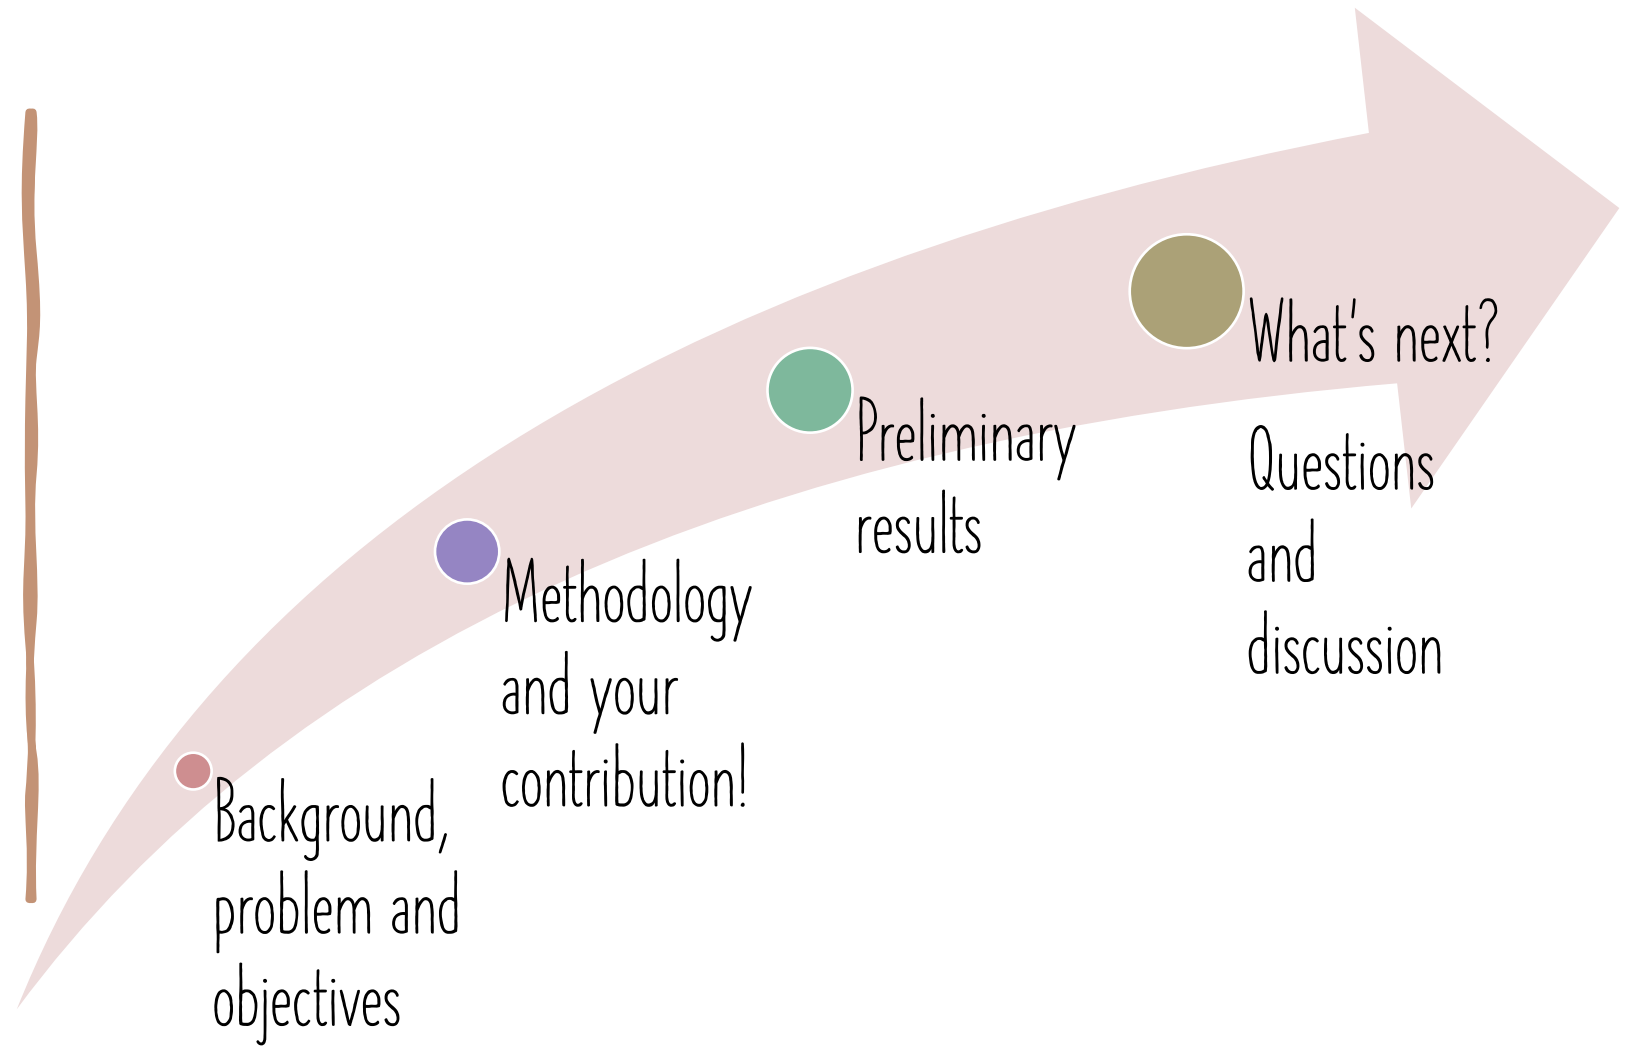 Background,
problem and
objectives
Methodology
and your
contribution!
Preliminary
results
What's next?
Questions
and
discussion